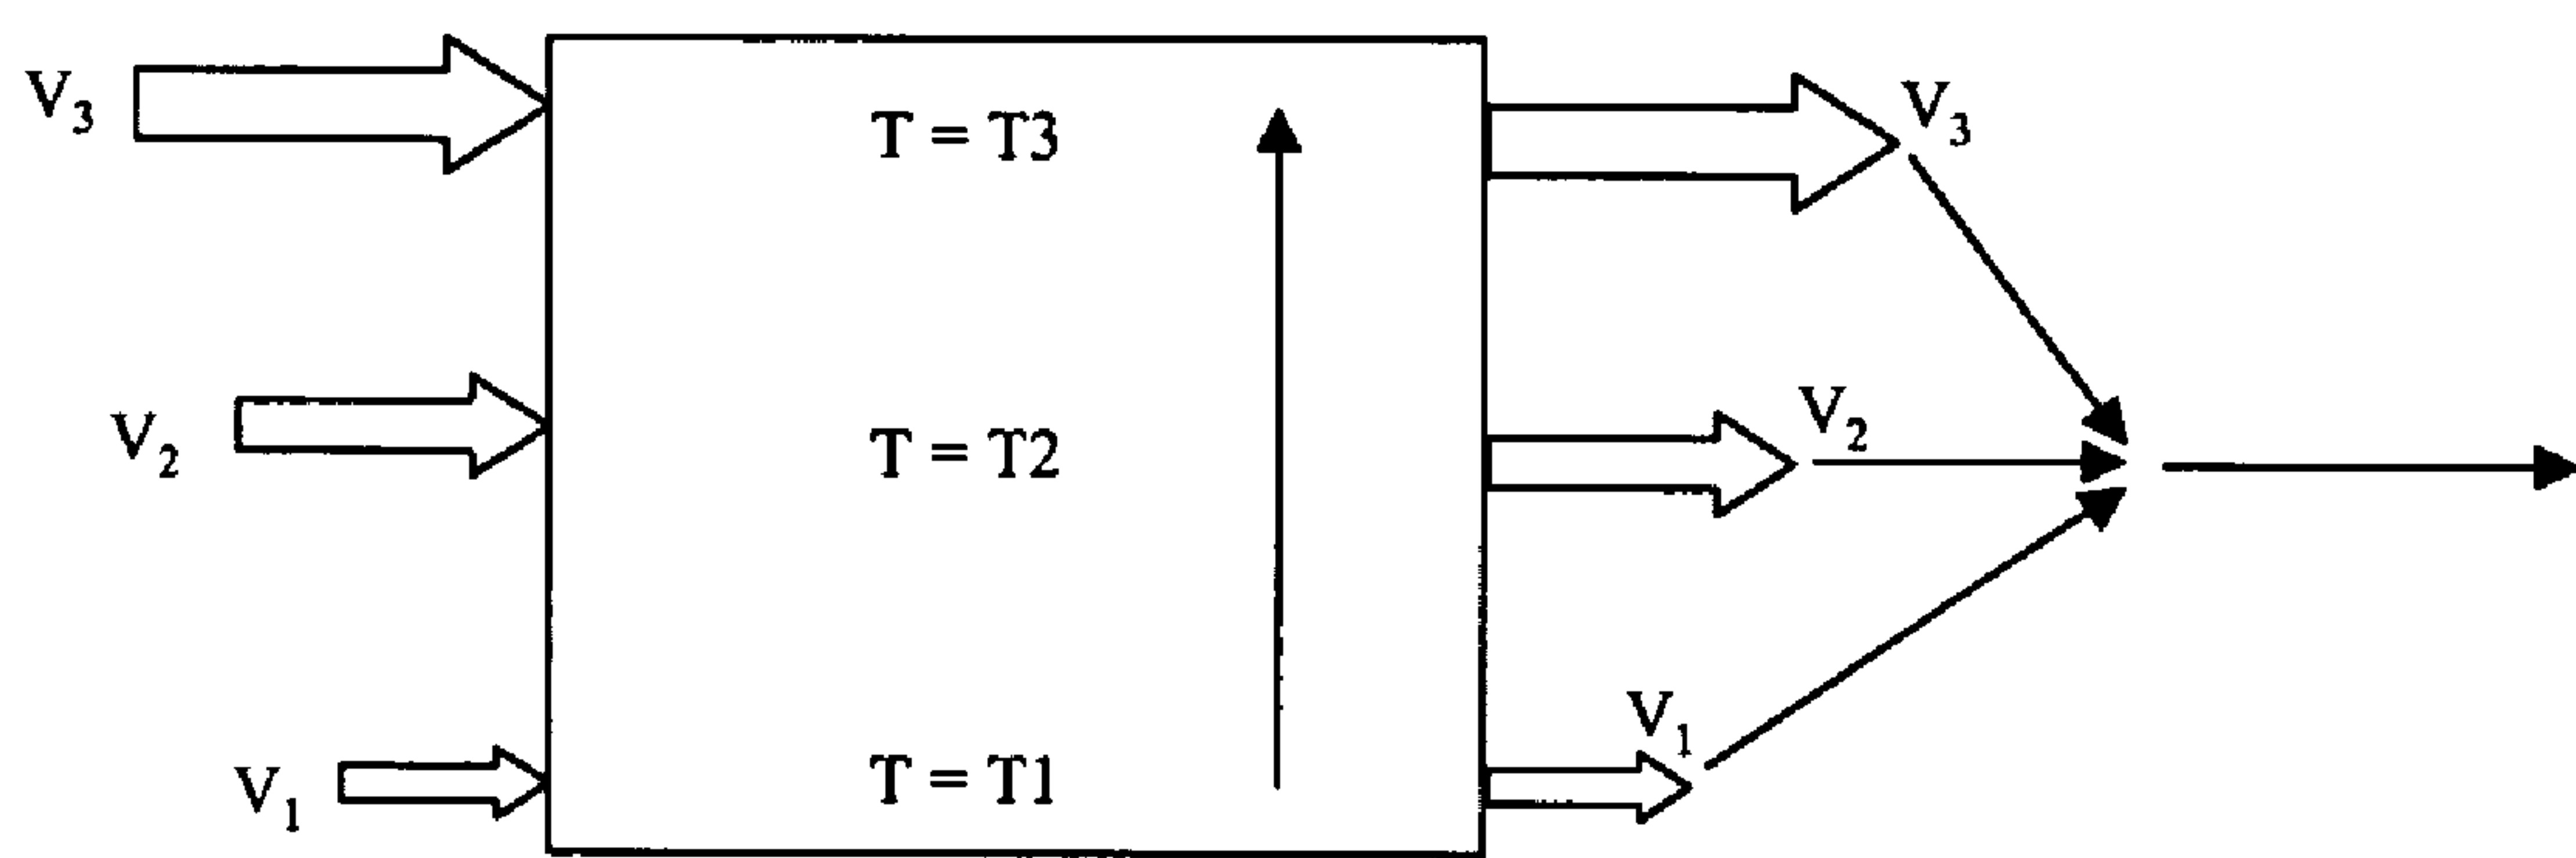 V₃
T = T3
V₃
V₂
T = T2
V₂
V₁
T = T1
V₁